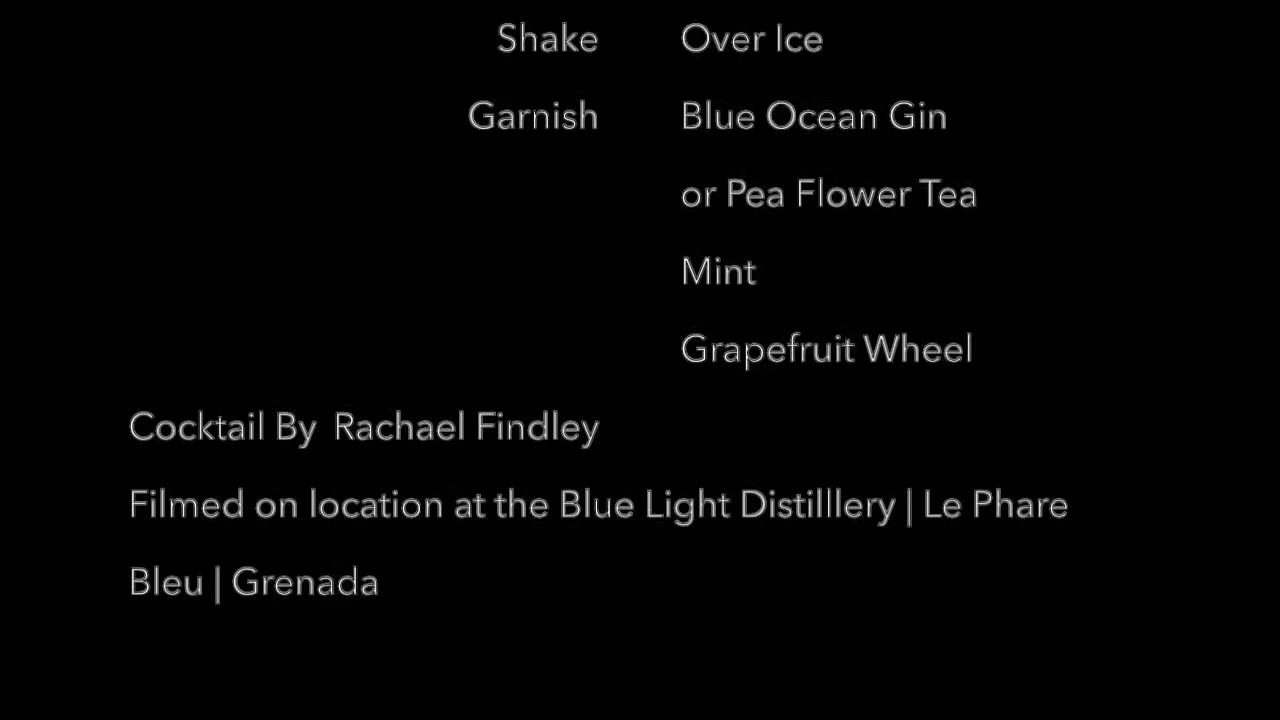 Shake Over Ice
Garnish Blue Ocean Gin
or Pea Flower Tea
Mint
Grapefruit Wheel
Cocktail By Rachael Findley
Filmed on location at the Blue Light Distilllery | Le Phare
Bleu | Grenada